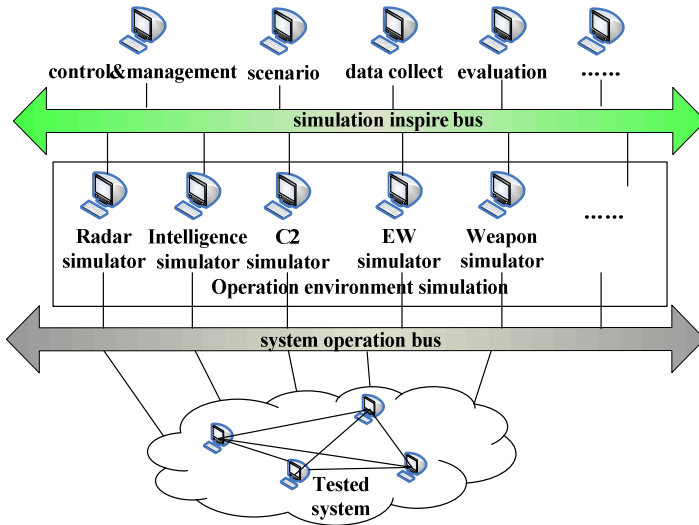 control&management scenario data collect evaluation ……
simulation inspire bus
Radar simulator
Intelligence simulator
C2 simulator
EW simulator
Weapon simulator
……
Operation environment simulation
system operation bus
Tested
system